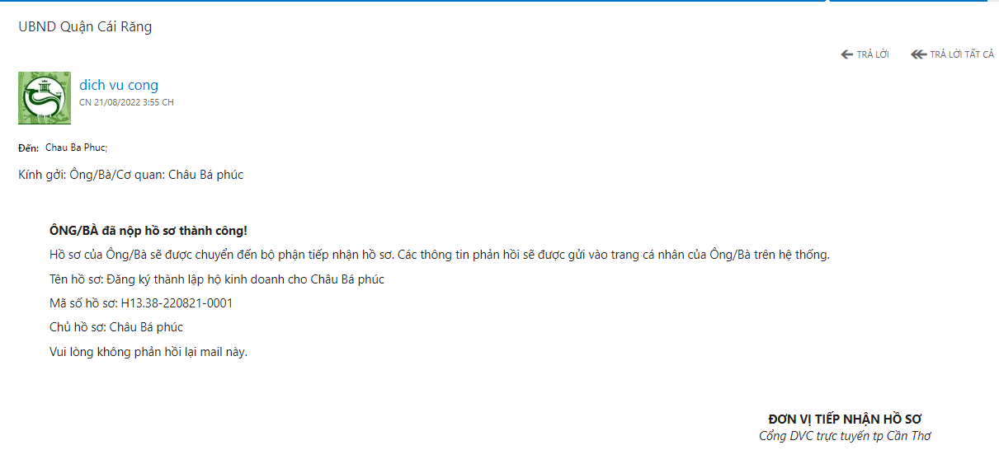 UBND Quận Cái Răng
TRẢ LỜI
TRẢ LỜI TẤT CẢ
dich vu cong
CN 21/08/2022 3:55 CH
Đến: Chau Ba Phuc;
Kính gởi: Ông/Bà/Cơ quan: Châu Bá phúc
ÔNG/BÀ đã nộp hồ sơ thành công!
Hồ sơ của Ông/Bà sẽ được chuyển đến bộ phận tiếp nhận hồ sơ. Các thông tin phản hồi sẽ được gửi vào trang cá nhân của Ông/Bà trên hệ thống.
Tên hồ sơ: Đăng ký thành lập hộ kinh doanh cho Châu Bá phúc
Mã số hồ sơ: H13.38-220821-0001
Chủ hồ sơ: Châu Bá phúc
Vui lòng không phản hồi lại mail này.
ĐƠN VỊ TIẾP NHẬN HỒ SƠ
Cổng DVC trực tuyến tp Cần Thơ